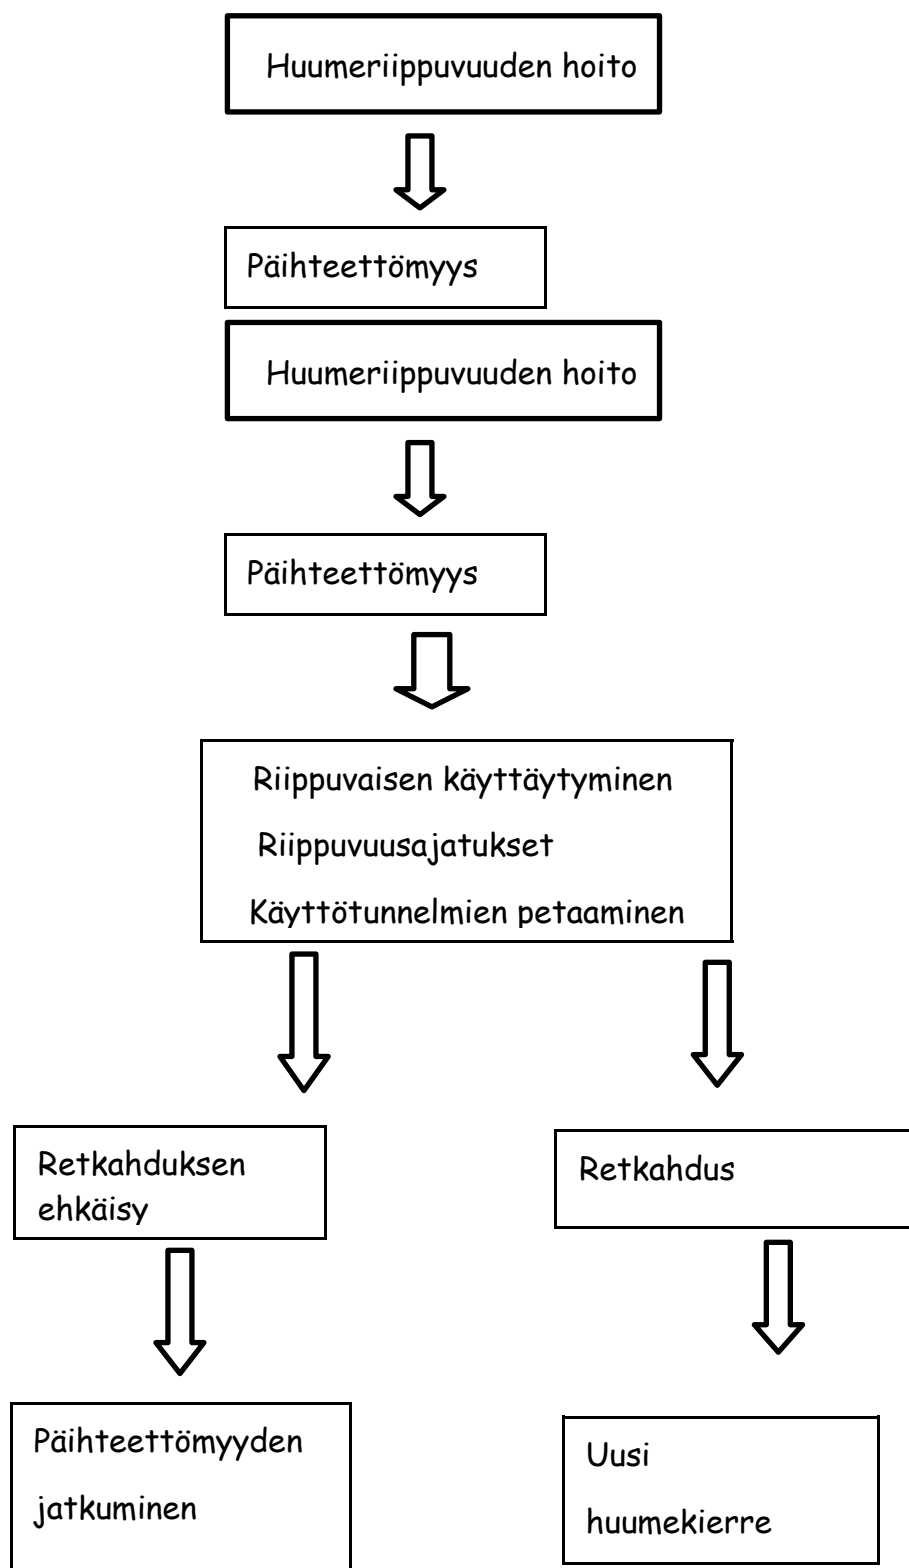 Huumeriippuvuuden hoito
Päihteettömyys
Huumeriippuvuuden hoito
Päihteettömyys
Riippuvaisen käyttäytyminen
Riippuvuusajatukset
Käyttötunnelmien petaaminen
Retkahduksen
ehkäisy
Retkahdus
Päihteettömyyden
jatkuminen
Uusi
huumekierre